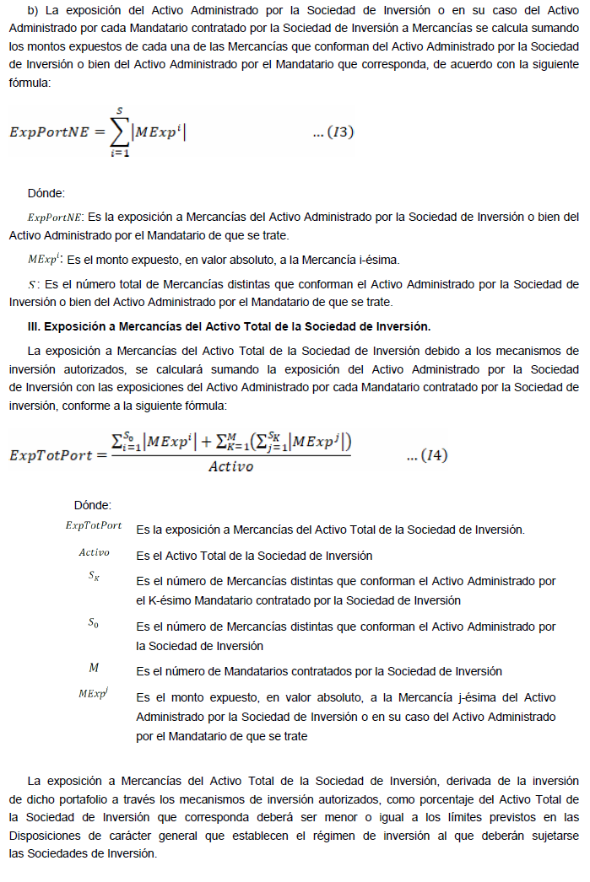 b) La exposición del Activo Administrado por la Sociedad de Inversión o en su caso del Activo
Administrado por cada Mandatario contratado por la Sociedad de Inversión a Mercancías se calcula sumando
los montos expuestos de cada una de las Mercancías que conforman del Activo Administrado por la Sociedad
de Inversión o bien del Activo Administrado por el Mandatario que corresponda, de acuerdo con la siguiente
fórmula:
ExpPortNE = ∑_{i=1}^{S} |MExp^i| ... (I3)
Dónde:
ExpPortNE: Es la exposición a Mercancías del Activo Administrado por la Sociedad de Inversión o bien del
Activo Administrado por el Mandatario de que se trate.
MExp^i: Es el monto expuesto, en valor absoluto, a la Mercancía i-ésima.
S: Es el número total de Mercancías distintas que conforman el Activo Administrado por la Sociedad de
Inversión o bien del Activo Administrado por el Mandatario de que se trate.
III. Exposición a Mercancías del Activo Total de la Sociedad de Inversión.
La exposición a Mercancías del Activo Total de la Sociedad de Inversión debido a los mecanismos de
inversión autorizados, se calculará sumando la exposición del Activo Administrado por la Sociedad
de Inversión con las exposiciones del Activo Administrado por cada Mandatario contratado por la Sociedad de
inversión, conforme a la siguiente fórmula:
ExpTotPort = (∑_{i=1}^{S_0} |MExp^i| + ∑_{K=1}^{M} (∑_{j=1}^{S_K} |MExp^j|)) / Activo ... (I4)
Dónde:
ExpTotPort Es la exposición a Mercancías del Activo Total de la Sociedad de Inversión.
Activo Es el Activo Total de la Sociedad de Inversión
S_K Es el número de Mercancías distintas que conforman el Activo Administrado por
el K-ésimo Mandatario contratado por la Sociedad de Inversión
S_0 Es el número de Mercancías distintas que conforman el Activo Administrado por
la Sociedad de Inversión
M Es el número de Mandatarios contratados por la Sociedad de Inversión
MExp^j Es el monto expuesto, en valor absoluto, a la Mercancía j-ésima del Activo
Administrado por la Sociedad de Inversión o en su caso del Activo Administrado
por el Mandatario de que se trate
La exposición a Mercancías del Activo Total de la Sociedad de Inversión, derivada de la inversión
de dicho portafolio a través los mecanismos de inversión autorizados, como porcentaje del Activo Total de
la Sociedad de Inversión que corresponda deberá ser menor o igual a los límites previstos en las
Disposiciones de carácter general que establecen el régimen de inversión al que deberán sujetarse
las Sociedades de Inversión.